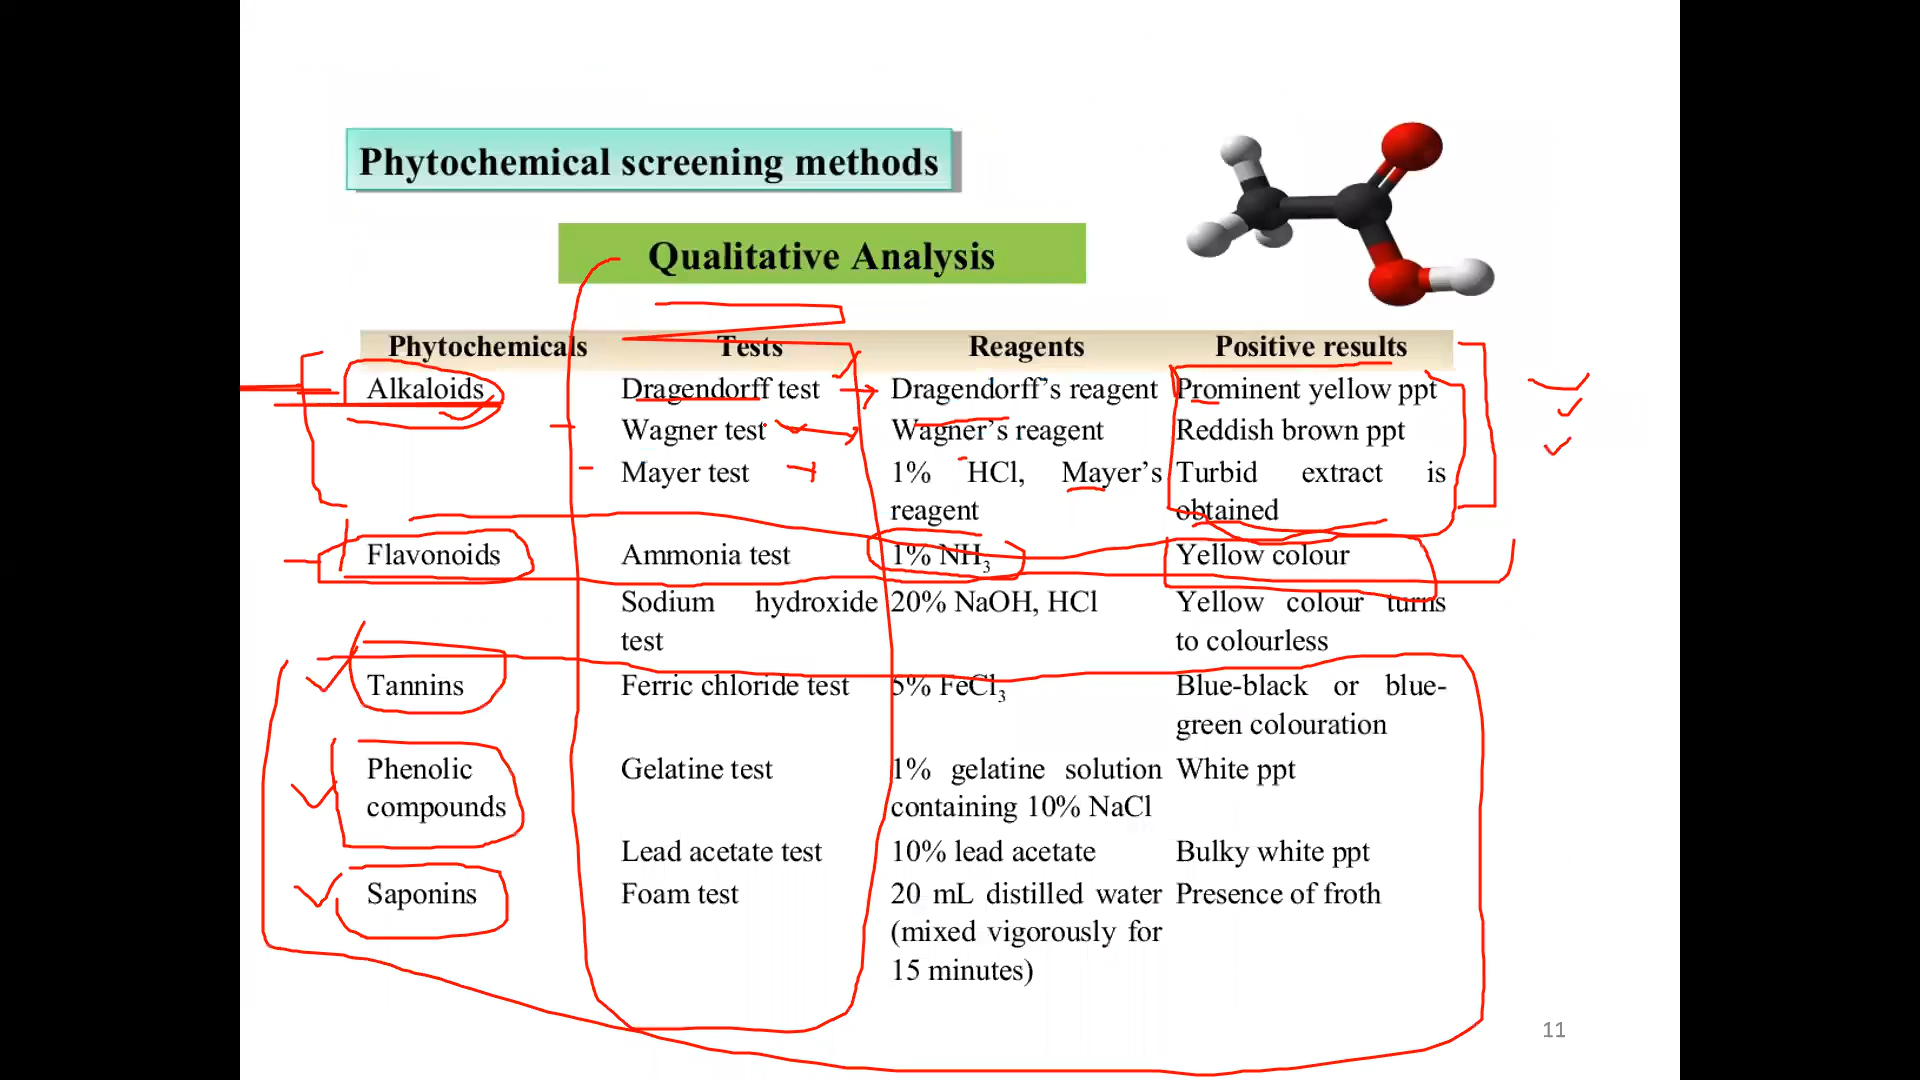 Phytochemical screening methods
Qualitative Analysis
Phytochemicals Tests Reagents Positive results
Alkaloids Dragendorff test Dragendorff’s reagent Prominent yellow ppt
Wagner test Wagner’s reagent Reddish brown ppt
Mayer test 1% HCl, Mayer’s Turbid extract is
reagent obtained
Flavonoids Ammonia test 1% NH3 Yellow colour
Sodium hydroxide 20% NaOH, HCl Yellow colour turns
test to colourless
Tannins Ferric chloride test 5% FeCl3 Blue-black or blue-
green colouration
Phenolic Gelatine test 1% gelatine solution White ppt
compounds containing 10% NaCl
Lead acetate test 10% lead acetate Bulky white ppt
Saponins Foam test 20 mL distilled water Presence of froth
(mixed vigorously for
15 minutes)
11